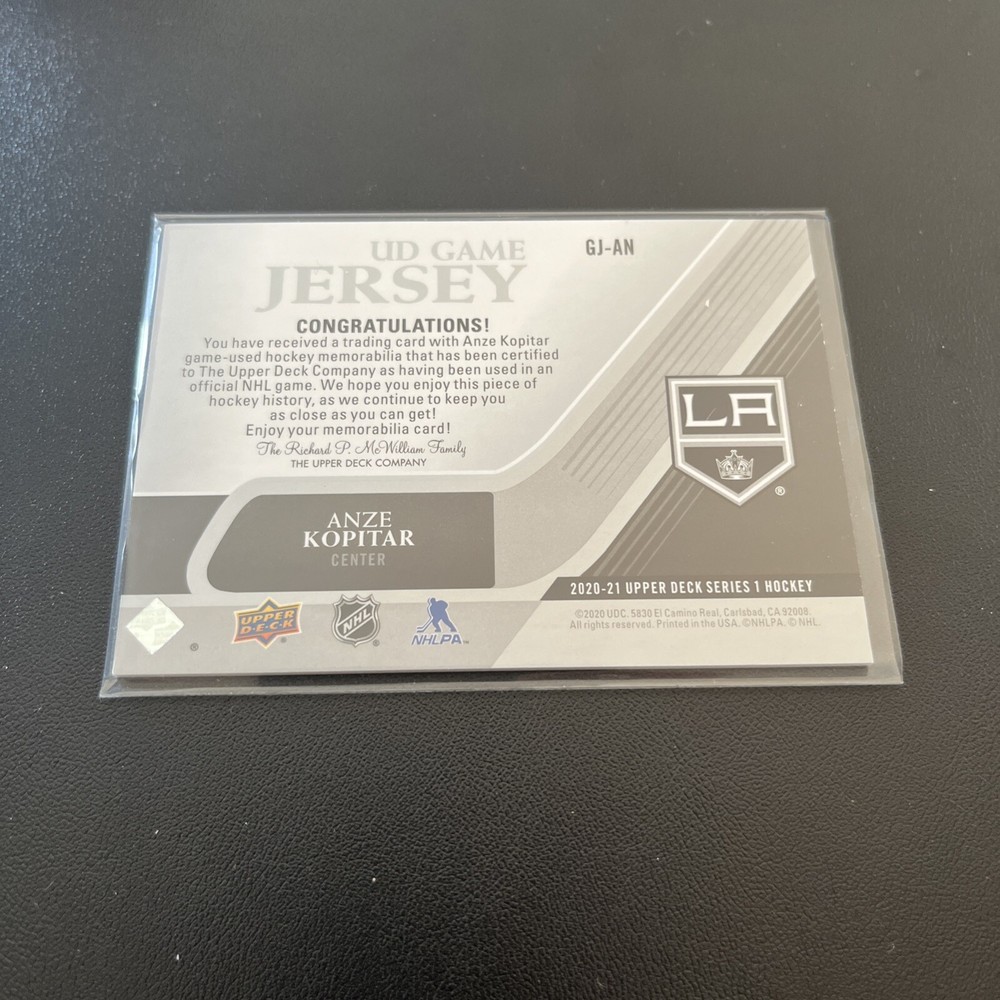 UD GAME
JERSEY
GJ-AN
CONGRATULATIONS!
You have received a trading card with Anze Kopitar
game-used hockey memorabilia that has been certified
to The Upper Deck Company as having been used in an
official NHL game. We hope you enjoy this piece of
hockey history, as we continue to keep you
as close as you can get!
Enjoy your memorabilia card!
The Richard P. McWilliam Family
THE UPPER DECK COMPANY
LA
®
ANZE
KOPITAR
CENTER
2020-21 UPPER DECK SERIES 1 HOCKEY
©2020 UDC. 5830 El Camino Real, Carlsbad, CA 92008.
All rights reserved. Printed in the USA. ©NHLPA. © NHL.
®
UPPER
D·E·C·K
®
NHL
®
NHLPA™